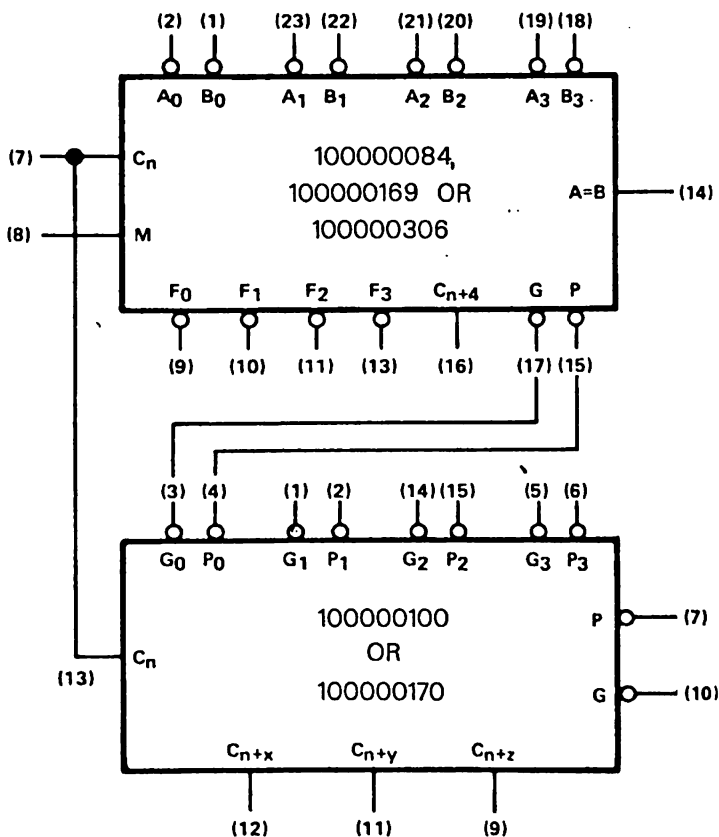 (2) (1) (23) (22) (21) (20) (19) (18)
A0 B0 A1 B1 A2 B2 A3 B3
(7) Cn 100000084,
100000169 OR A=B (14)
(8) M 100000306
F0 F1 F2 F3 Cn+4 G P
(9) (10) (11) (13) (16) (17) (15)
(3) (4) (1) (2) (14) (15) (5) (6)
G0 P0 G1 P1 G2 P2 G3 P3
100000100 P (7)
(13) Cn OR
100000170 G (10)
Cn+x Cn+y Cn+z
(12) (11) (9)